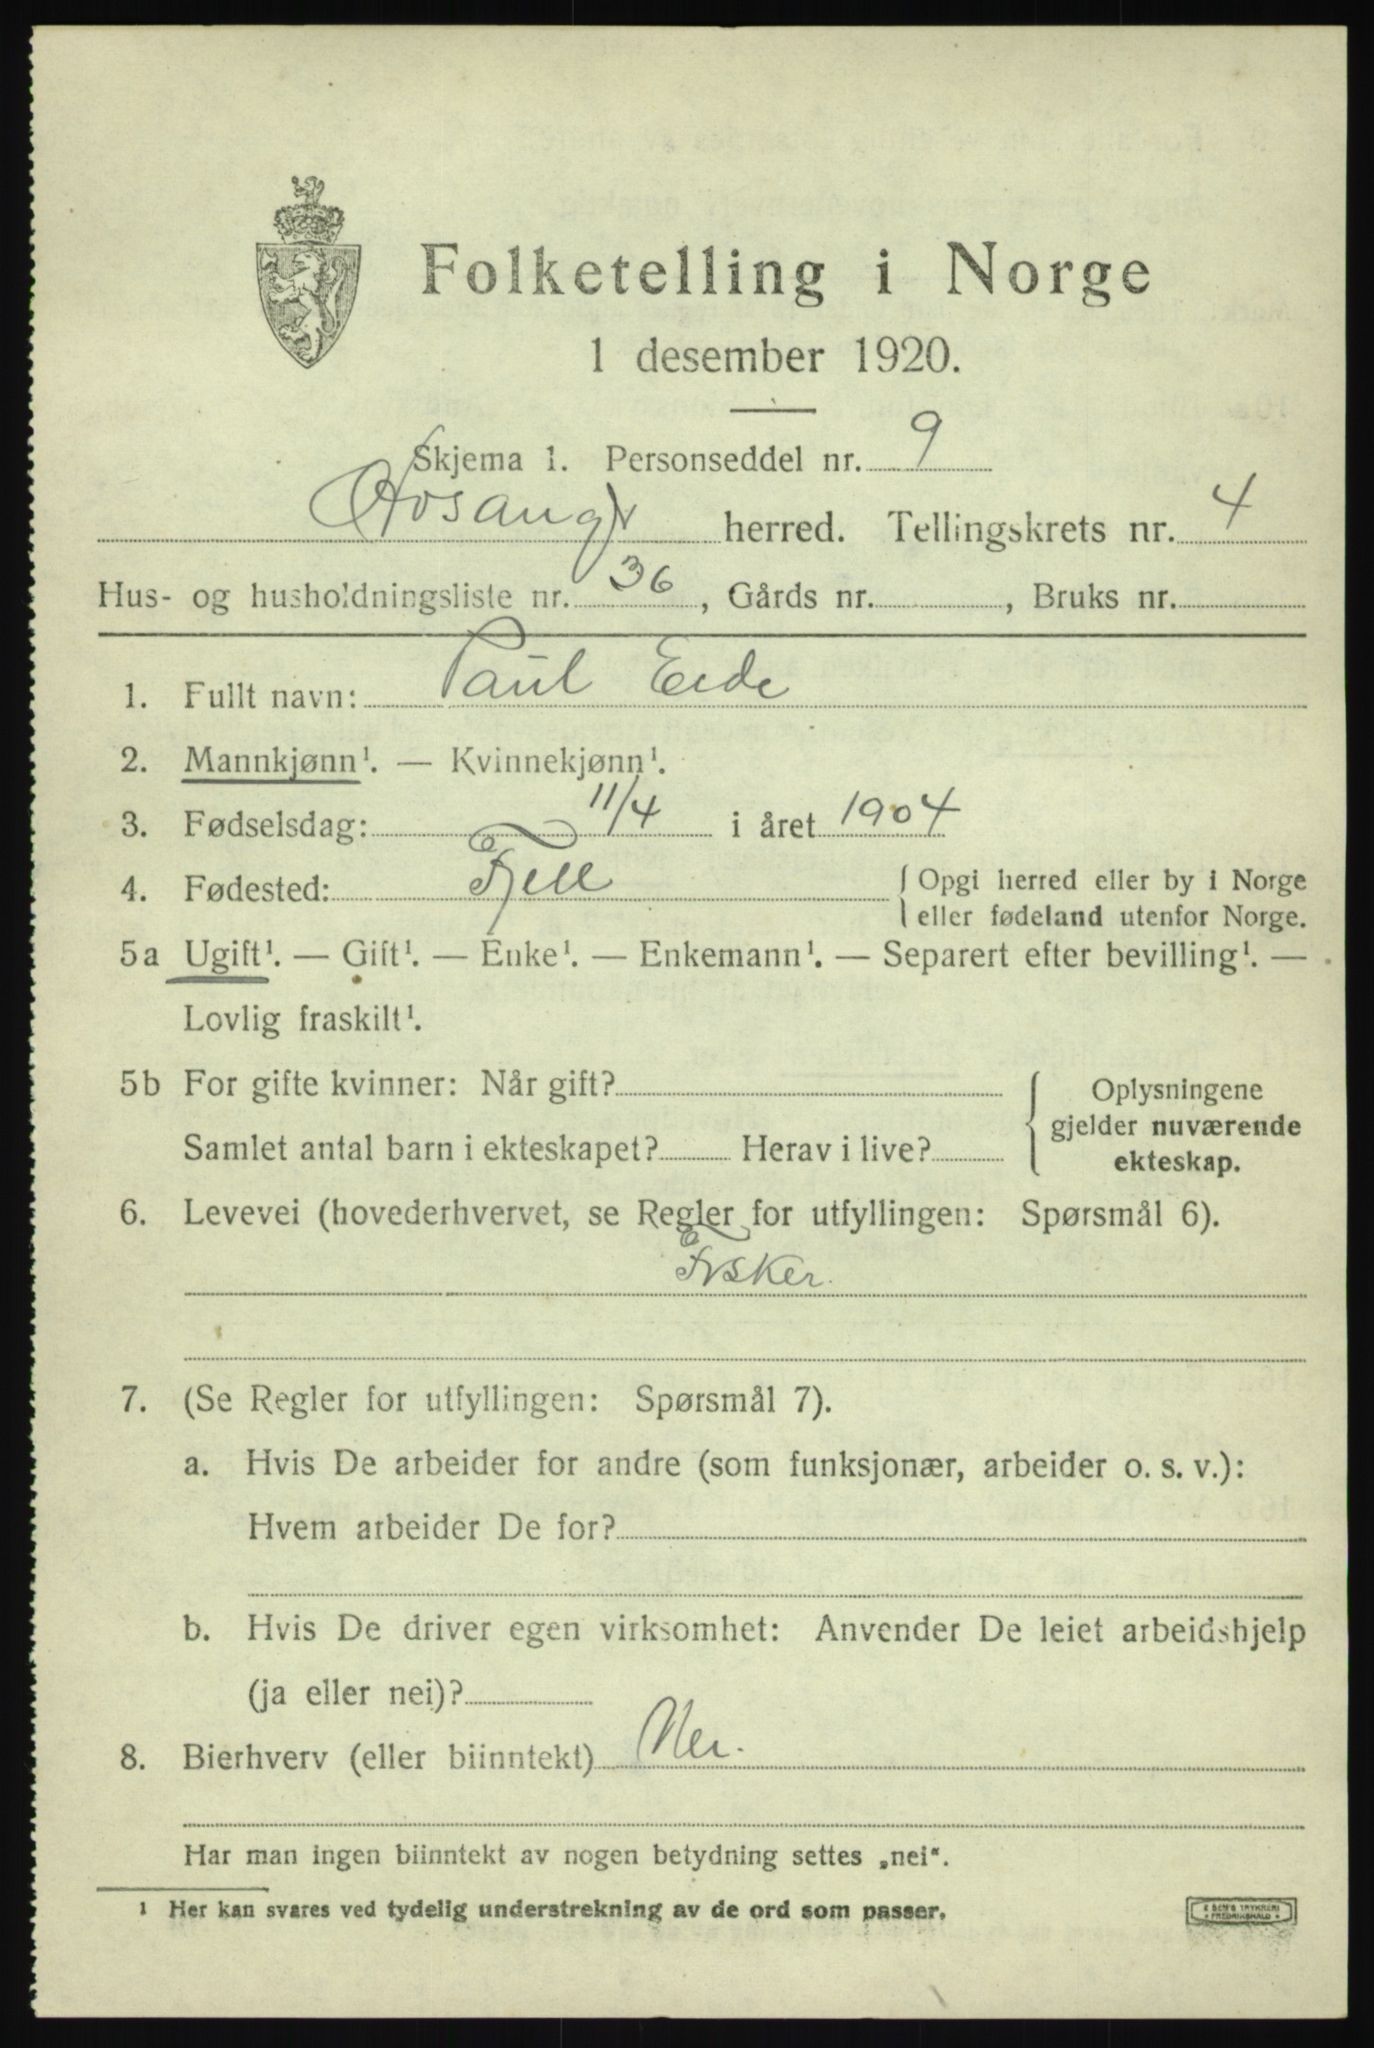 Folketelling i Norge
1 desember 1920.
Skjema 1. Personseddel nr. 9
Hosanger herred. Tellingskrets nr. 4
Hus- og husholdningsliste nr. 36, Gårds nr. , Bruks nr.
1. Fullt navn: Paul Eide
2. Mannkjønn¹. — Kvinnekjønn¹.
3. Fødselsdag: 11/4 i året 1904
4. Fødested: Fjell { Opgi herred eller by i Norge
eller fødeland utenfor Norge.
5a Ugift¹. — Gift¹. — Enke¹. — Enkemann¹. — Separert efter bevilling¹. —
Lovlig fraskilt¹.
5b For gifte kvinner: Når gift? { Oplysningene
gjelder nuværende
Samlet antal barn i ekteskapet? Herav i live?
ekteskap.
6. Levevei (hovederhvervet, se Regler for utfyllingen: Spørsmål 6).
Fisker.
7. (Se Regler for utfyllingen: Spørsmål 7).
a. Hvis De arbeider for andre (som funksjonær, arbeider o. s. v.):
Hvem arbeider De for?
b. Hvis De driver egen virksomhet: Anvender De leiet arbeidshjelp
(ja eller nei)?
8. Bierhverv (eller biinntekt) Nei.
Har man ingen biinntekt av nogen betydning settes „nei“.
¹ Her kan svares ved tydelig understrekning av de ord som passer.